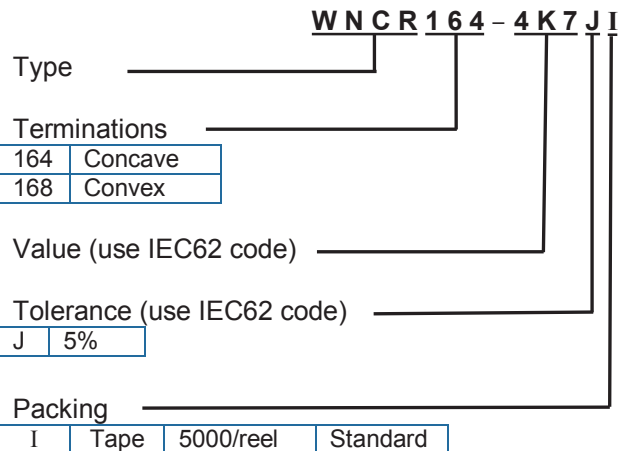 WNCR164–4K7JI
Type
Terminations
164 Concave
168 Convex
Value (use IEC62 code)
Tolerance (use IEC62 code)
J 5%
Packing
I Tape 5000/reel Standard